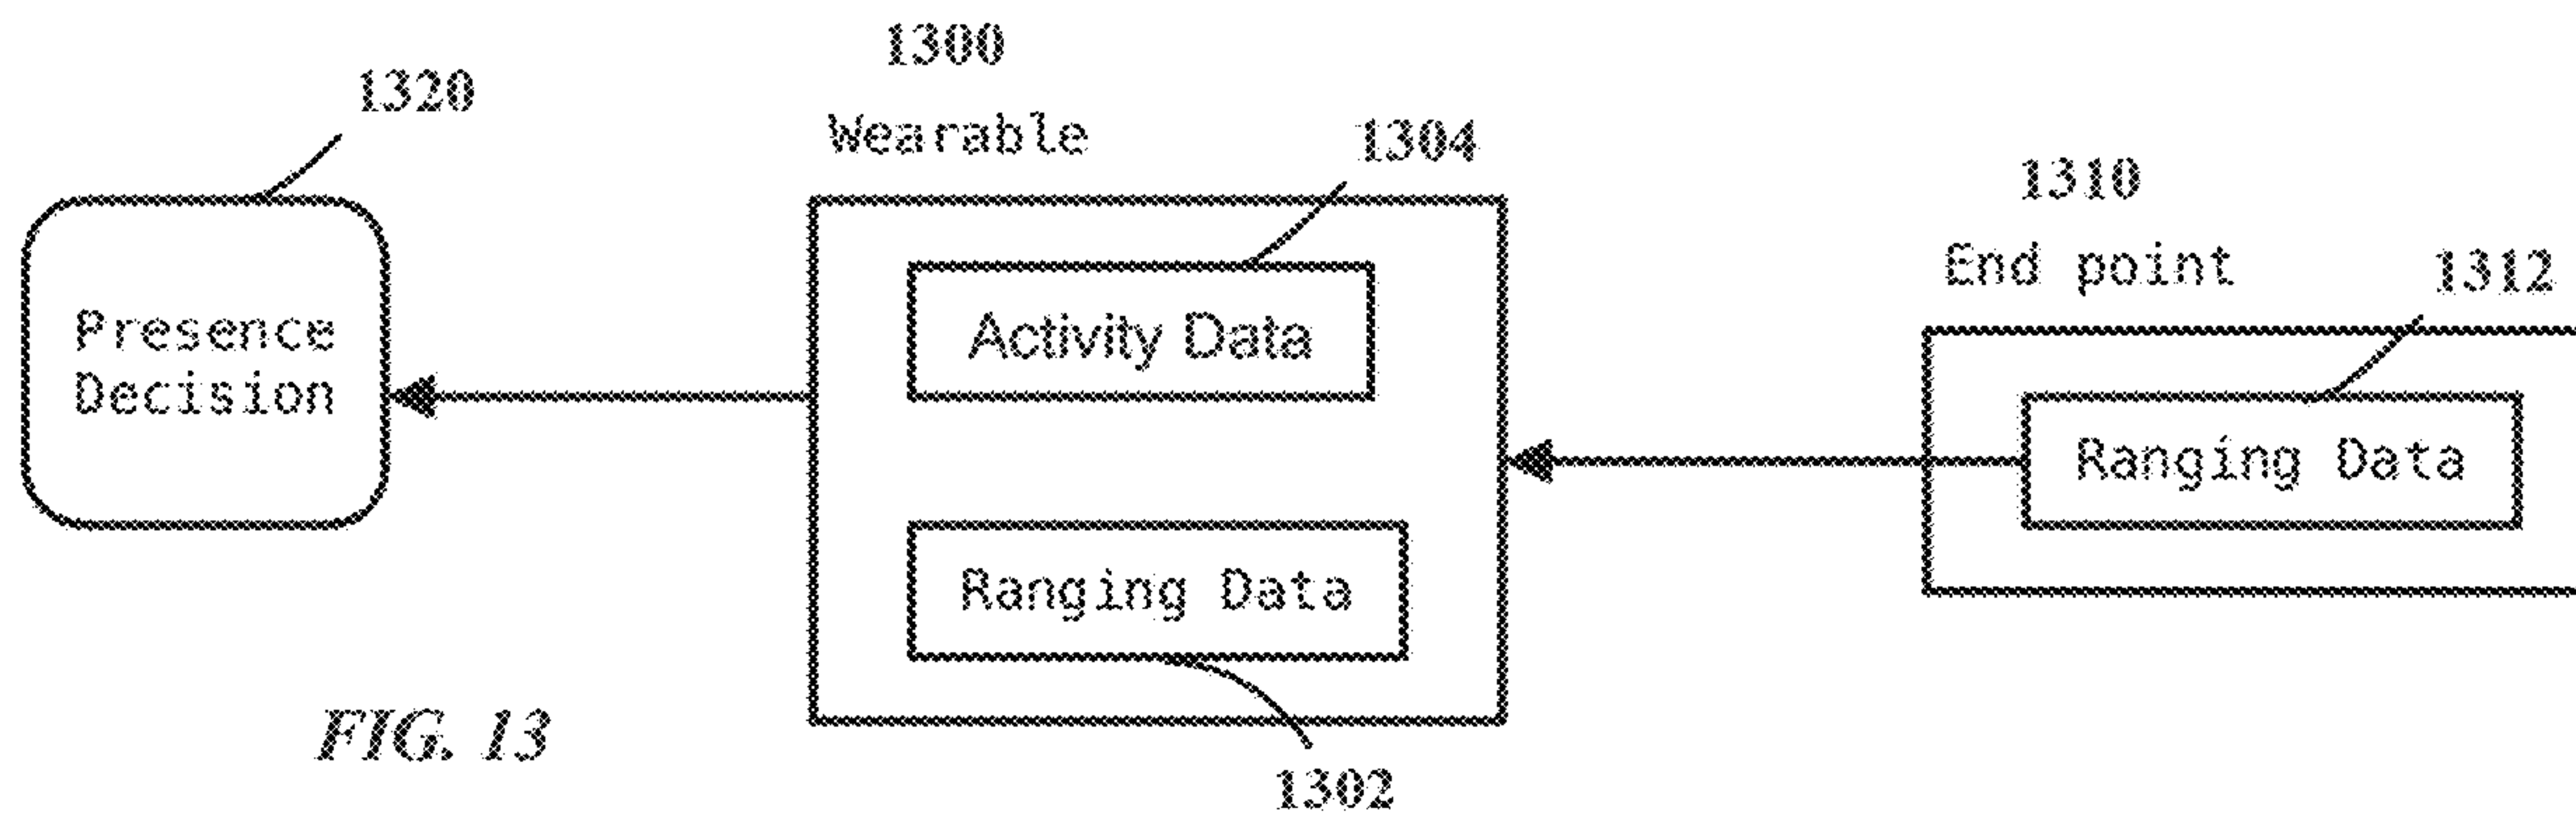 1320
Presence
Decision
1300
Wearable
1304
Activity Data
Ranging Data
1302
1310
End point
1312
Ranging Data
FIG. 13